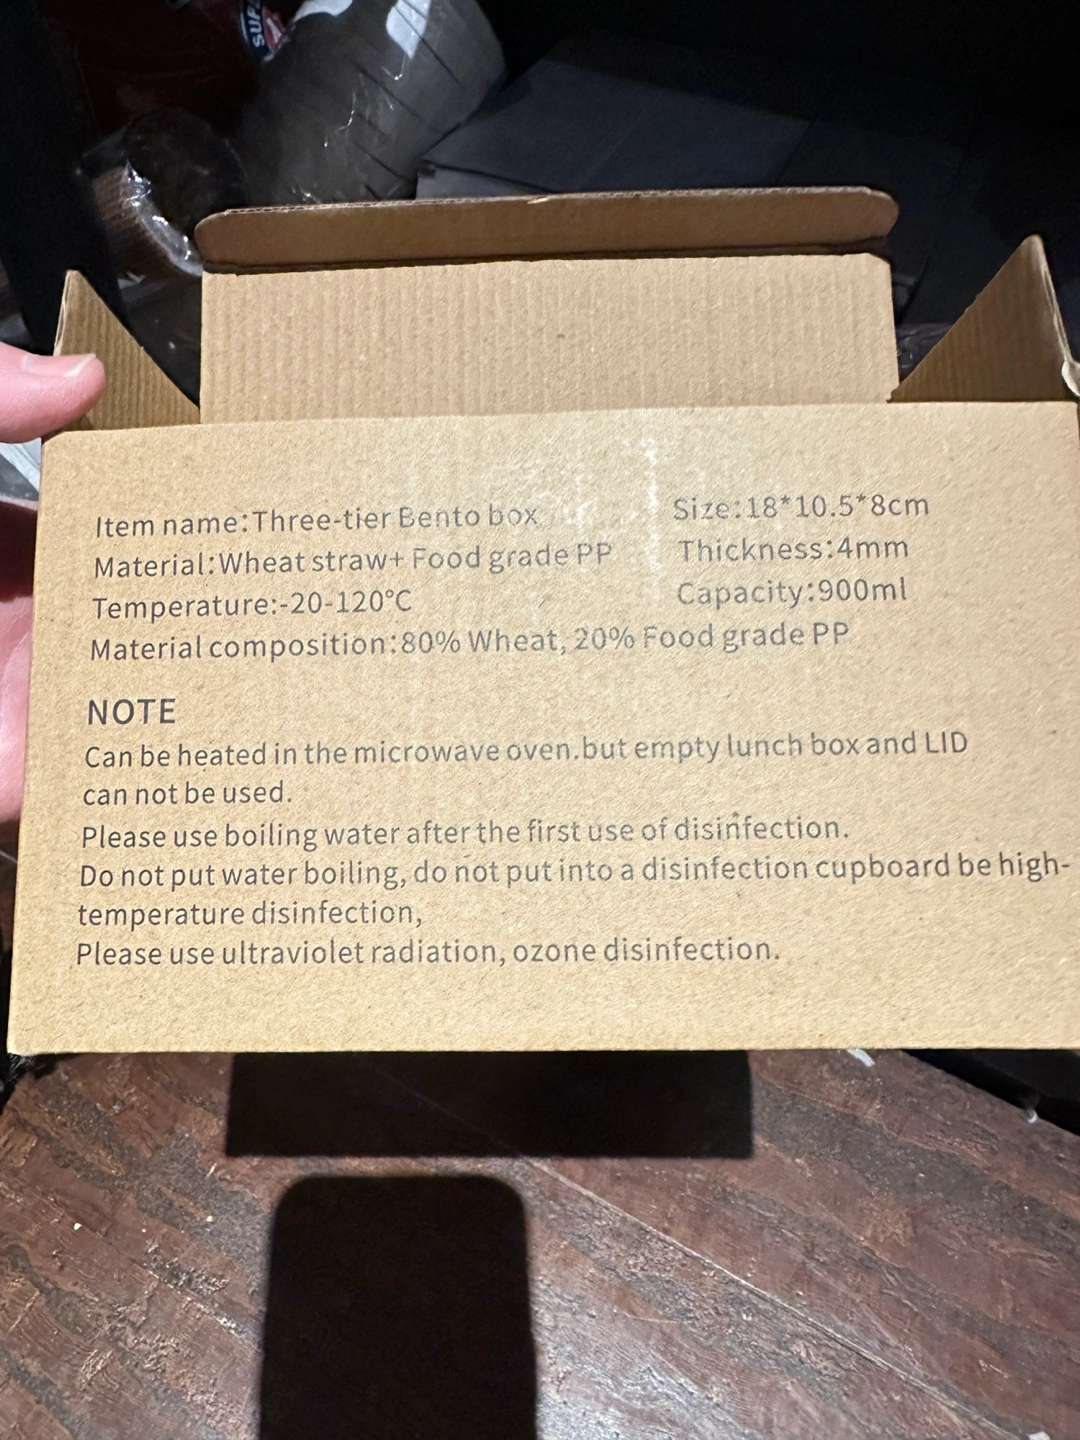 SUP
Item name:Three-tier Bento box
Material:Wheat straw+ Food grade PP
Temperature:-20-120°C
Size:18*10.5*8cm
Thickness:4mm
Capacity:900ml
Material composition:80% Wheat, 20% Food grade PP
NOTE
Can be heated in the microwave oven.but empty lunch box and LID
can not be used.
Please use boiling water after the first use of disinfection.
Do not put water boiling, do not put into a disinfection cupboard be high-
temperature disinfection,
Please use ultraviolet radiation, ozone disinfection.